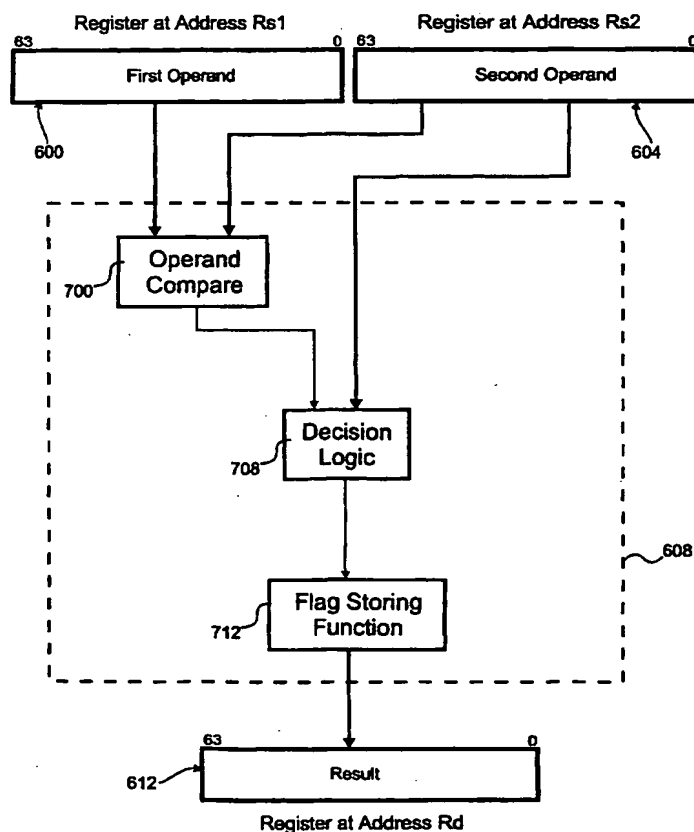 Register at Address Rs1
Register at Address Rs2
63
0
63
0
First Operand
Second Operand
600
604
Operand
Compare
700
Decision
Logic
708
608
Flag Storing
Function
712
63
0
Result
612
Register at Address Rd